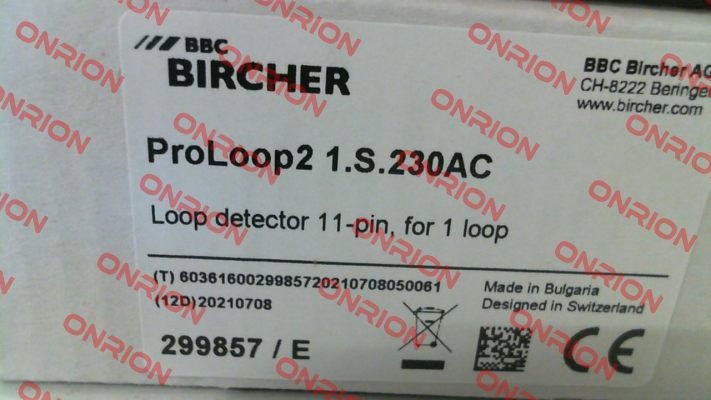 BBC
BIRCHER
BBC Bircher AG
CH-8222 Beringen
www.bircher.com
ProLoop2 1.S.230AC
Loop detector 11-pin, for 1 loop
(T) 6036160029985720210708050061
(12D)20210708
Made in Bulgaria
Designed in Switzerland
299857 / E
CE
ONRION